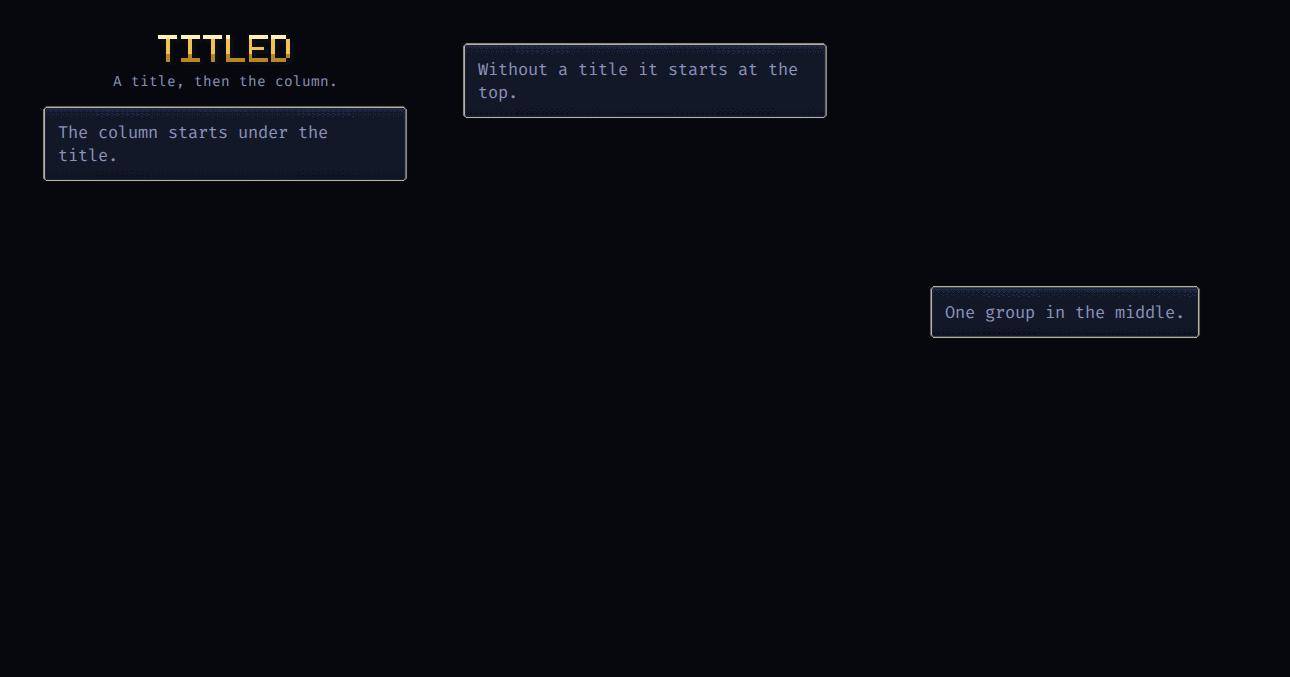 TITLED
A title, then the column.
The column starts under the
title.
Without a title it starts at the
top.
One group in the middle.